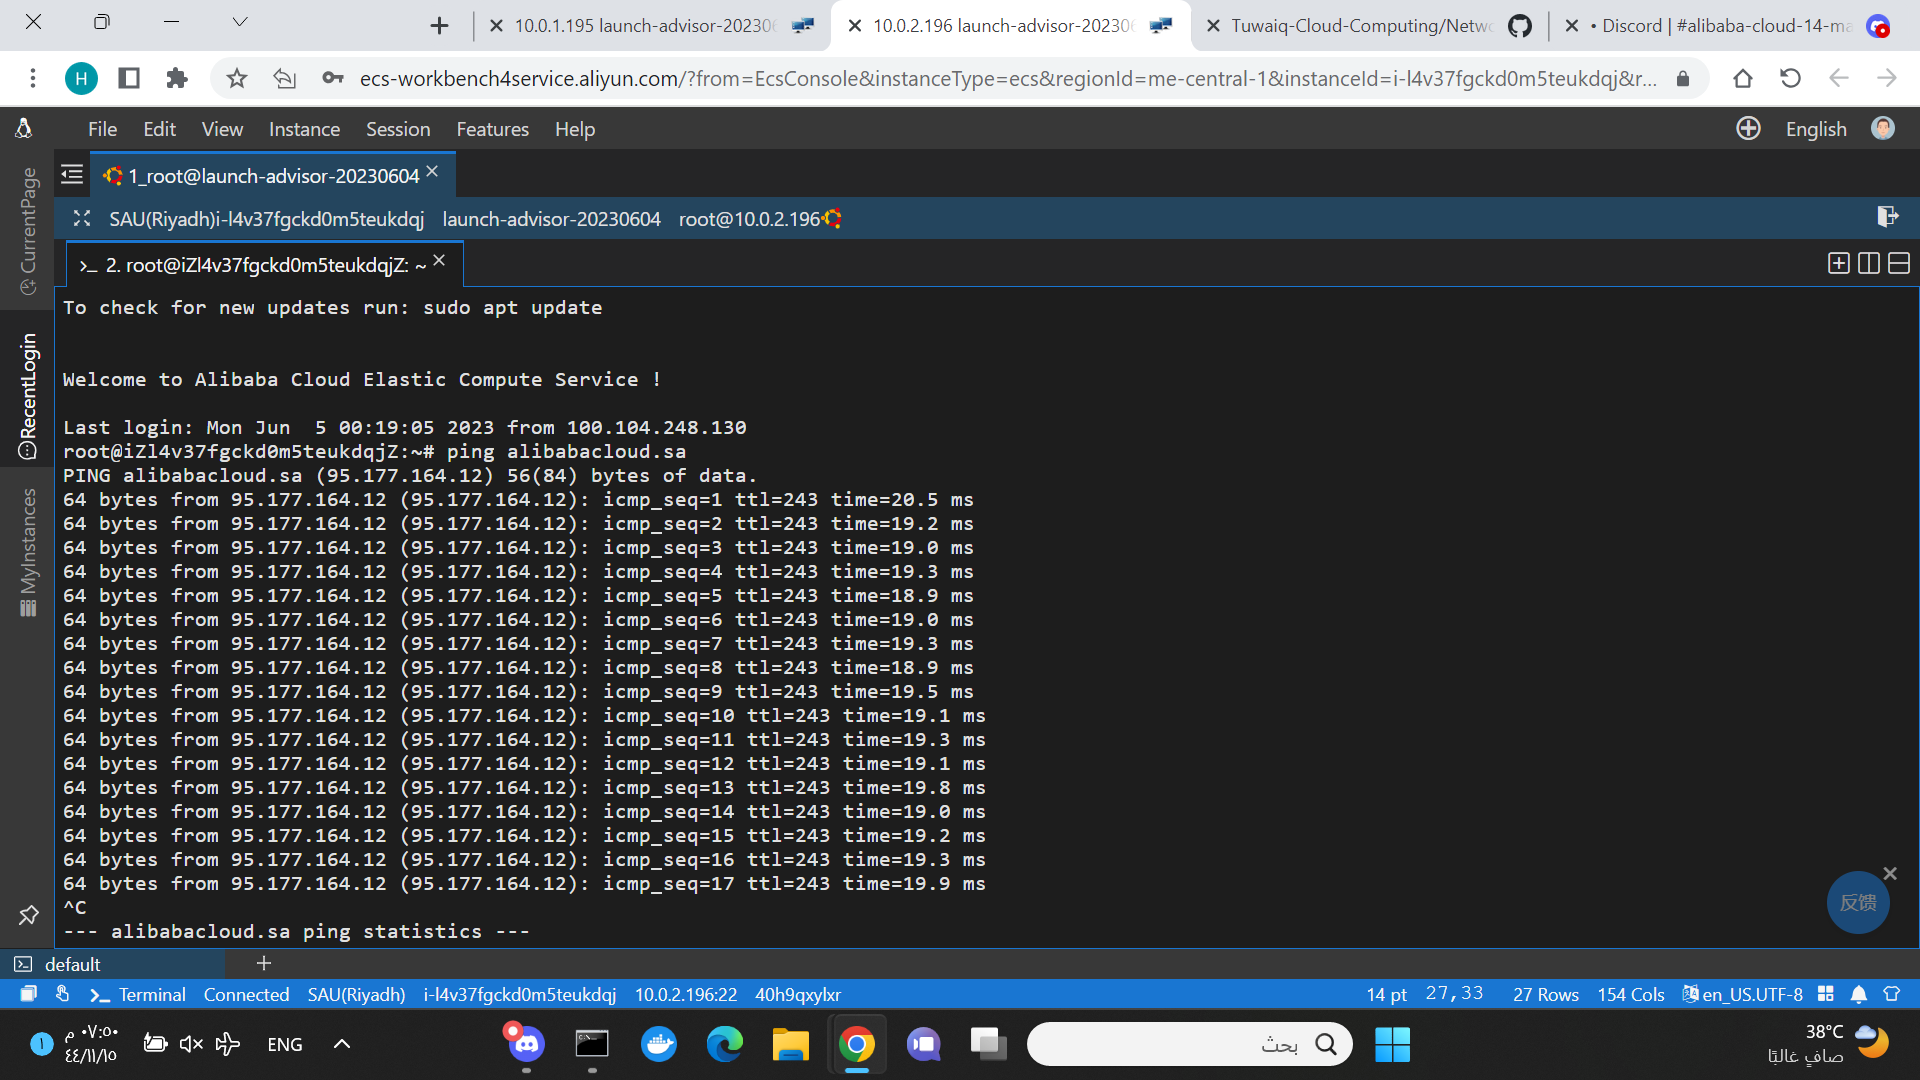 10.0.1.195 launch-advisor-20230
10.0.2.196 launch-advisor-20230
Tuwaiq-Cloud-Computing/Netw
• Discord | #alibaba-cloud-14-ma
H
ecs-workbench4service.aliyun.com/?from=EcsConsole&instanceType=ecs&regionId=me-central-1&instanceId=i-l4v37fgckd0m5teukdqj&r...
File Edit View Instance Session Features Help
English
1_root@launch-advisor-20230604
SAU(Riyadh)i-l4v37fgckd0m5teukdqj launch-advisor-20230604 root@10.0.2.196
CurrentPage
RecentLogin
MyInstances
2. root@iZl4v37fgckd0m5teukdqjZ: ~
To check for new updates run: sudo apt update
Welcome to Alibaba Cloud Elastic Compute Service !
Last login: Mon Jun  5 00:19:05 2023 from 100.104.248.130
root@iZl4v37fgckd0m5teukdqjZ:~# ping alibabacloud.sa
PING alibabacloud.sa (95.177.164.12) 56(84) bytes of data.
64 bytes from 95.177.164.12 (95.177.164.12): icmp_seq=1 ttl=243 time=20.5 ms
64 bytes from 95.177.164.12 (95.177.164.12): icmp_seq=2 ttl=243 time=19.2 ms
64 bytes from 95.177.164.12 (95.177.164.12): icmp_seq=3 ttl=243 time=19.0 ms
64 bytes from 95.177.164.12 (95.177.164.12): icmp_seq=4 ttl=243 time=19.3 ms
64 bytes from 95.177.164.12 (95.177.164.12): icmp_seq=5 ttl=243 time=18.9 ms
64 bytes from 95.177.164.12 (95.177.164.12): icmp_seq=6 ttl=243 time=19.0 ms
64 bytes from 95.177.164.12 (95.177.164.12): icmp_seq=7 ttl=243 time=19.3 ms
64 bytes from 95.177.164.12 (95.177.164.12): icmp_seq=8 ttl=243 time=18.9 ms
64 bytes from 95.177.164.12 (95.177.164.12): icmp_seq=9 ttl=243 time=19.5 ms
64 bytes from 95.177.164.12 (95.177.164.12): icmp_seq=10 ttl=243 time=19.1 ms
64 bytes from 95.177.164.12 (95.177.164.12): icmp_seq=11 ttl=243 time=19.3 ms
64 bytes from 95.177.164.12 (95.177.164.12): icmp_seq=12 ttl=243 time=19.1 ms
64 bytes from 95.177.164.12 (95.177.164.12): icmp_seq=13 ttl=243 time=19.8 ms
64 bytes from 95.177.164.12 (95.177.164.12): icmp_seq=14 ttl=243 time=19.0 ms
64 bytes from 95.177.164.12 (95.177.164.12): icmp_seq=15 ttl=243 time=19.2 ms
64 bytes from 95.177.164.12 (95.177.164.12): icmp_seq=16 ttl=243 time=19.3 ms
64 bytes from 95.177.164.12 (95.177.164.12): icmp_seq=17 ttl=243 time=19.9 ms
^C
--- alibabacloud.sa ping statistics ---
反馈
default
Terminal Connected SAU(Riyadh) i-l4v37fgckd0m5teukdqj 10.0.2.196:22 40h9qxylxr
14 pt 27,33 27 Rows 154 Cols en_US.UTF-8
١
٠٧:٥٠ م
٤٤/١١/١٥
ENG
بحث
38°C
صافٍ غالبًا